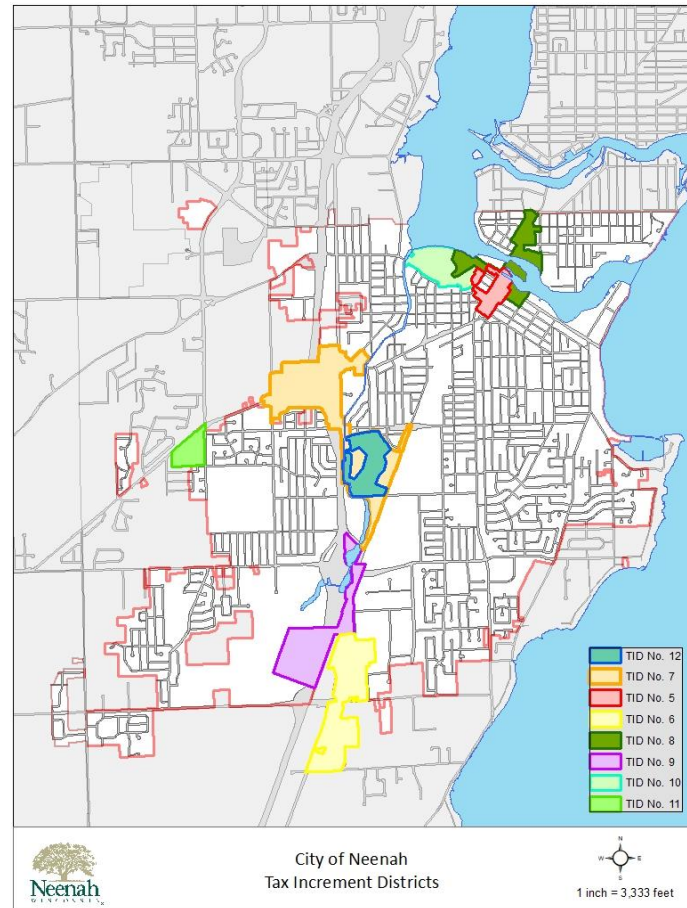 TID No. 12
TID No. 7
TID No. 5
TID No. 6
TID No. 8
TID No. 9
TID No. 10
TID No. 11
Neenah
WISCONSIN
City of Neenah
Tax Increment Districts
N
W E
S
1 inch = 3,333 feet